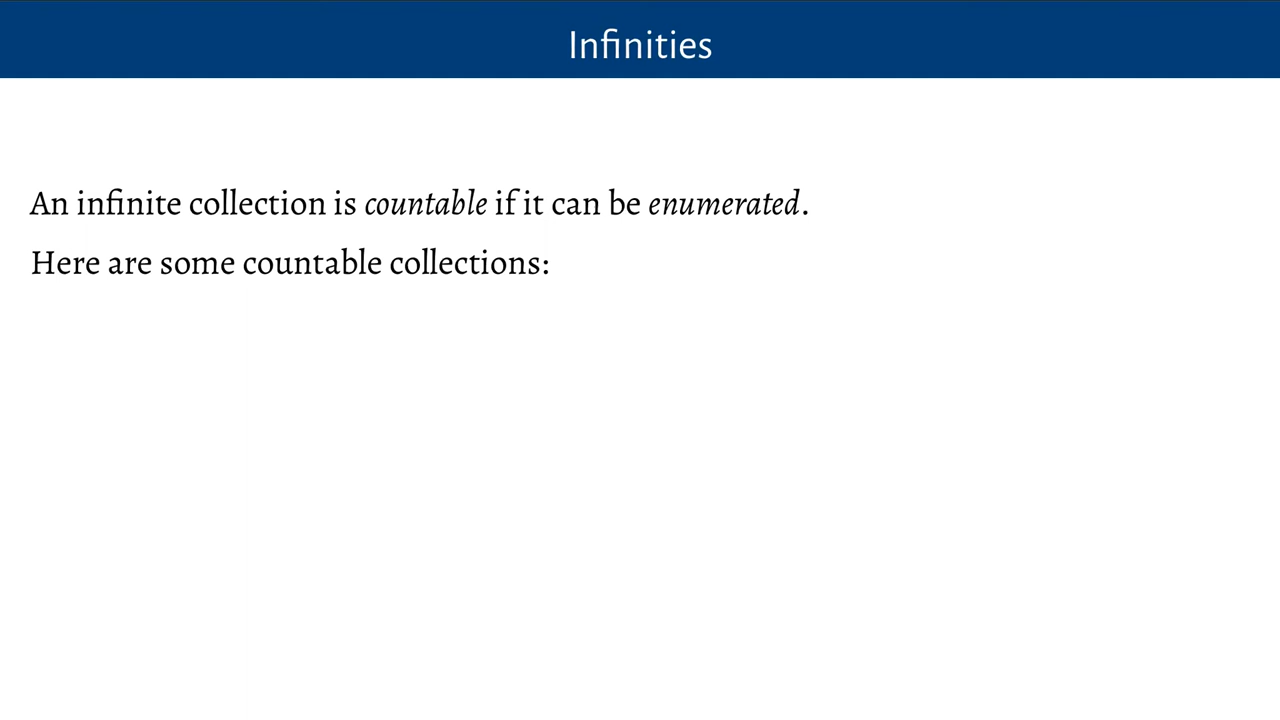 Infinities
An infinite collection is countable if it can be enumerated.
Here are some countable collections: